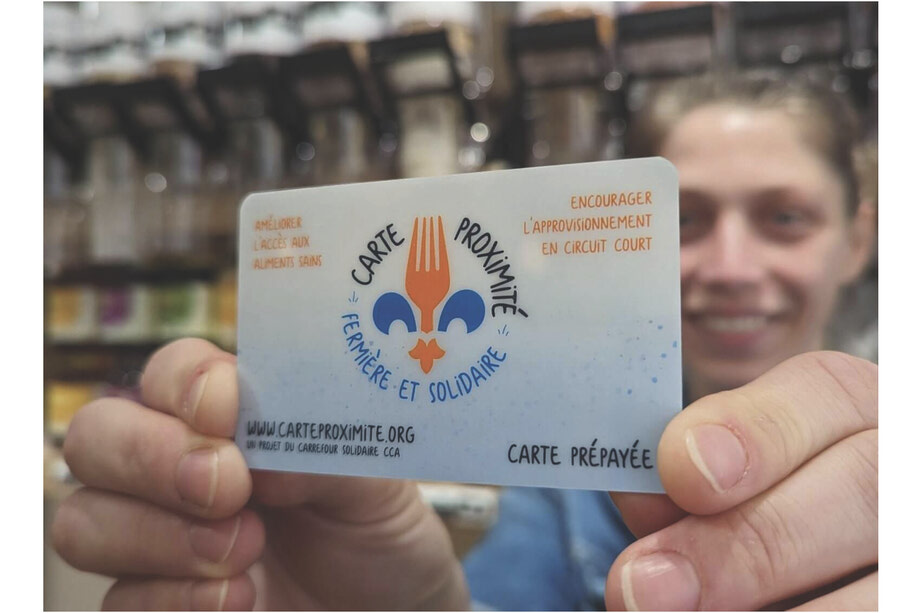 AMÉLIORER
L'ACCÈS AUX
ALIMENTS SAINS
CARTE PROXIMITÉ
FERMIÈRE ET SOLIDAIRE
ENCOURAGER
L'APPROVISIONNEMENT
EN CIRCUIT COURT
WWW.CARTEPROXIMITE.ORG
UN PROJET DU CARREFOUR SOLIDAIRE CCA
CARTE PRÉPAYÉE